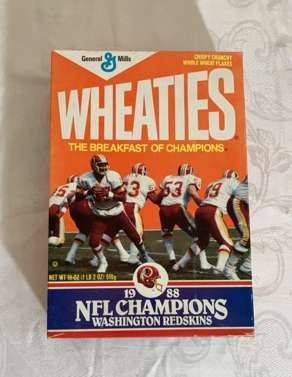 General G Mills
CRISPY CRUNCHY
WHOLE WHEAT FLAKES
WHEATIES
THE BREAKFAST OF CHAMPIONS
53
NET WT 18 OZ (1 LB 2 OZ) 510g
19 88
NFL CHAMPIONS
WASHINGTON REDSKINS